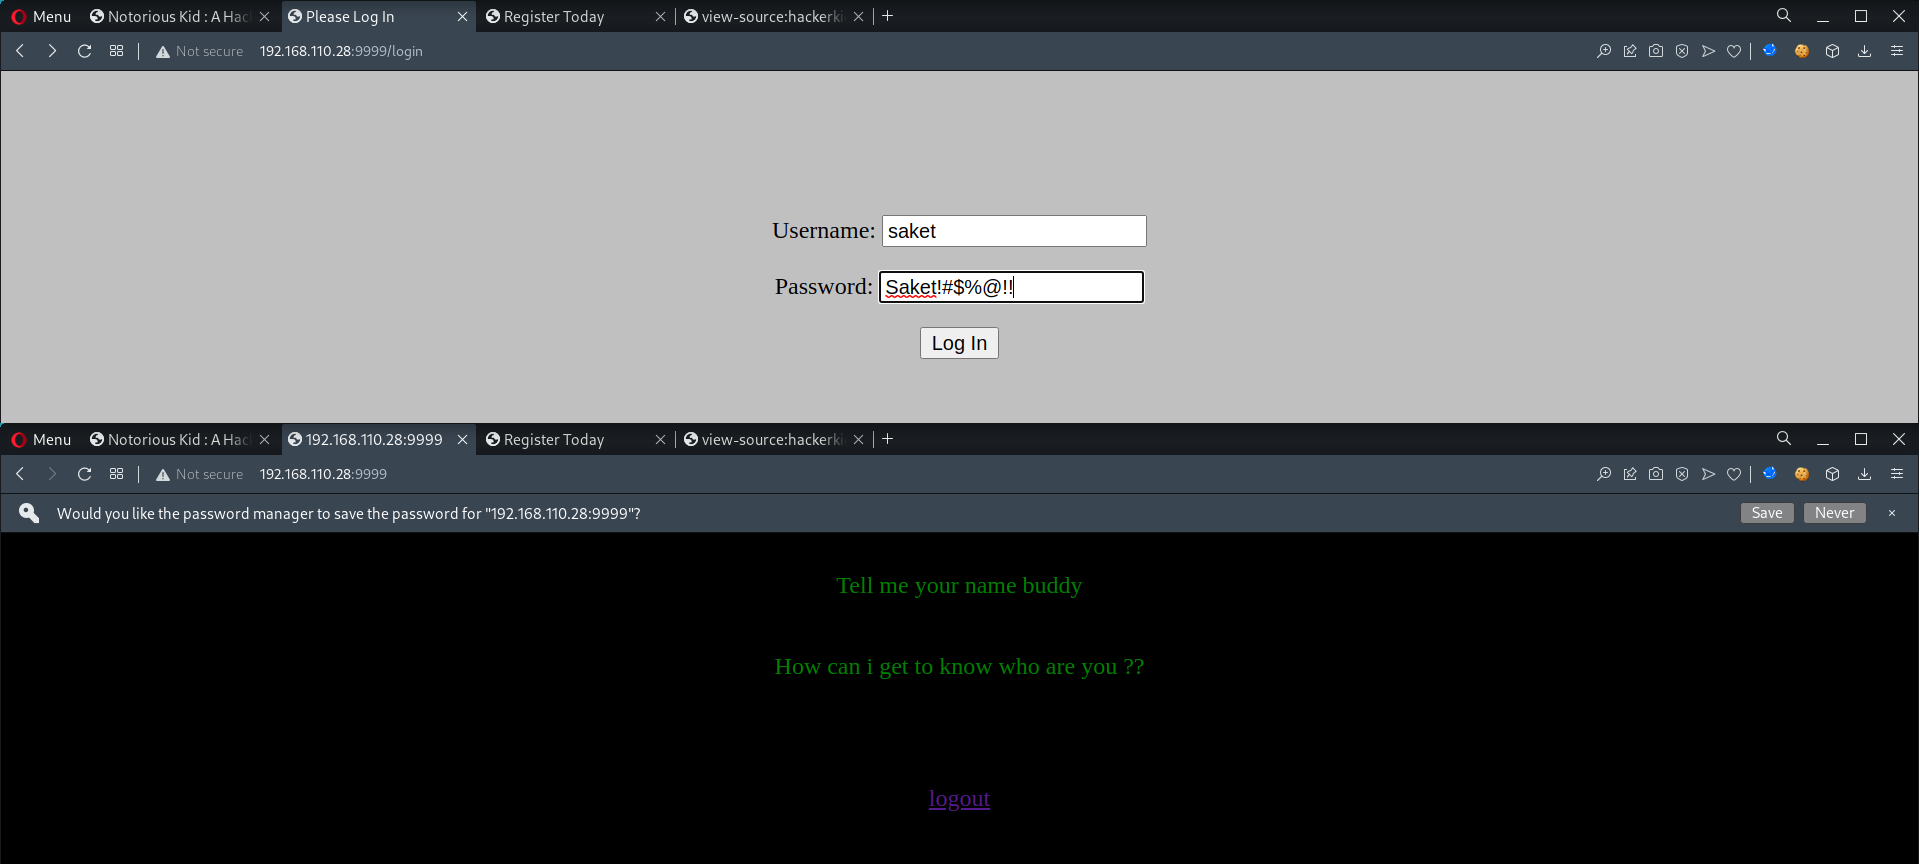 Menu Notorious Kid : A Hac Please Log In Register Today view-source:hackerki
Not secure 192.168.110.28:9999/login
Username: saket
Password: Saket!#$%@!!
Log In
Menu Notorious Kid : A Hac 192.168.110.28:9999 Register Today view-source:hackerki
Not secure 192.168.110.28:9999
Would you like the password manager to save the password for "192.168.110.28:9999"? Save Never
Tell me your name buddy
How can i get to know who are you ??
logout